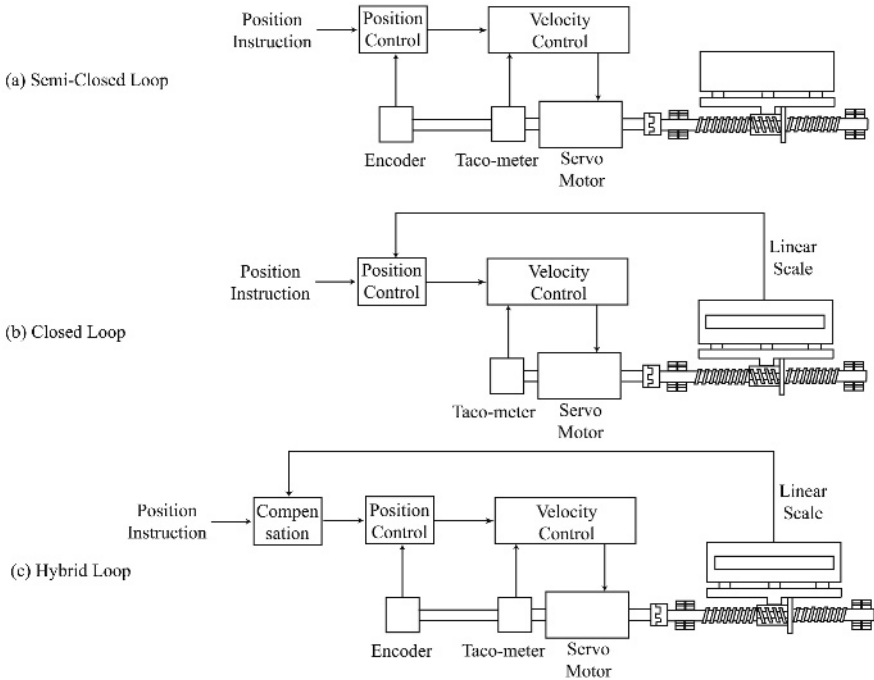 Position
Instruction
Position
Control
Velocity
Control
(a) Semi-Closed Loop
Encoder
Taco-meter
Servo
Motor
Position
Instruction
Position
Control
Velocity
Control
Linear
Scale
(b) Closed Loop
Taco-meter
Servo
Motor
Position
Instruction
Compen
sation
Position
Control
Velocity
Control
Linear
Scale
(c) Hybrid Loop
Encoder
Taco-meter
Servo
Motor